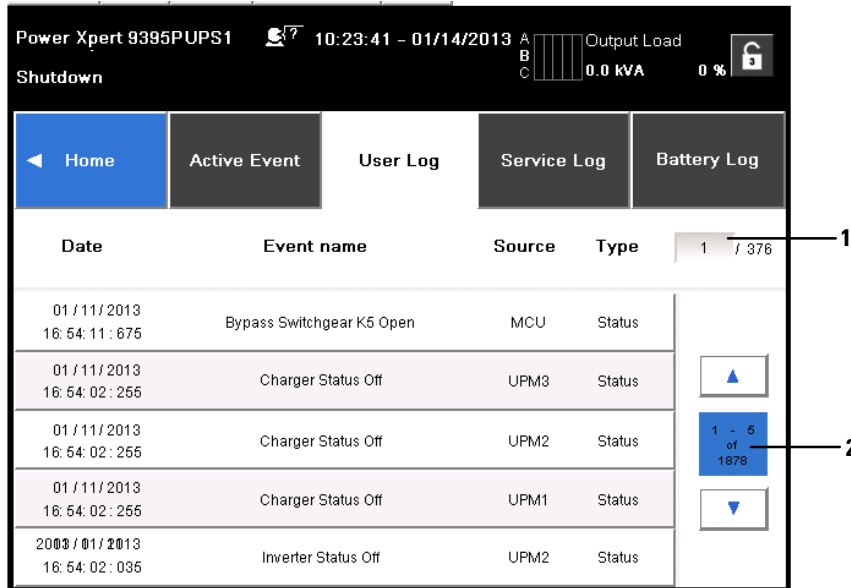 Power Xpert 9395PUPS1 ? 10:23:41 - 01/14/2013 A Output Load
B
C 0.0 kVA 0 % 3
Shutdown
Home Active Event User Log Service Log Battery Log
Date Event name Source Type 1 / 376 1
01/11/2013
16:54:11:675 Bypass Switchgear K5 Open MCU Status
01/11/2013
16:54:02:255 Charger Status Off UPM3 Status
01/11/2013
16:54:02:255 Charger Status Off UPM2 Status
1 - 5
of
1878 2
01/11/2013
16:54:02:255 Charger Status Off UPM1 Status
16:54:02:035 Inverter Status Off UPM2 Status